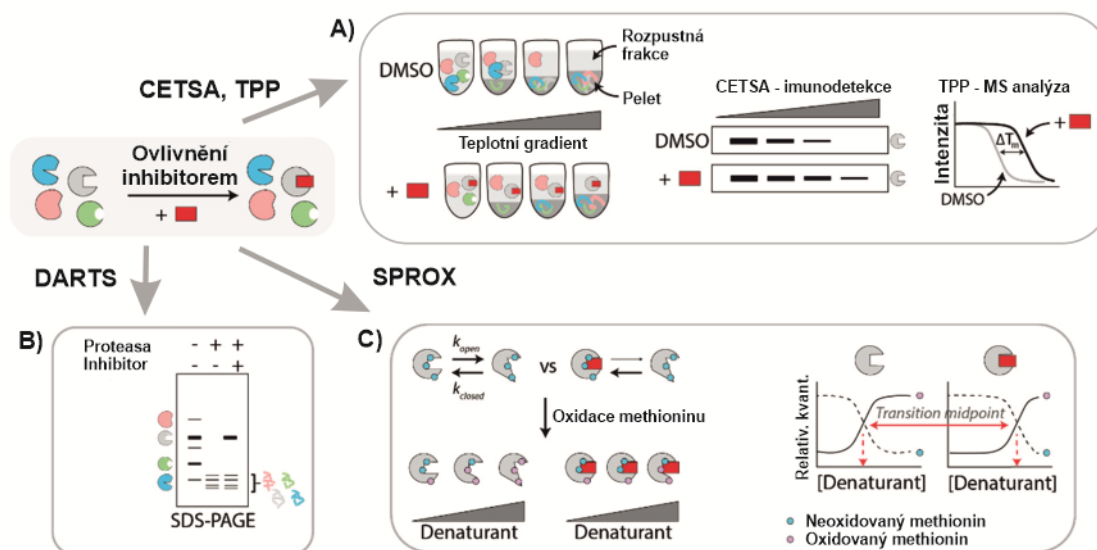 A)
CETSA, TPP
DMSO
Rozpustná
frakce
Pelet
Teplotní gradient
+
CETSA - imunodetekce
DMSO
+
TPP - MS analýza
Intenzita
ΔTm
+
DMSO
Ovlivnění
inhibitorem
+
DARTS
SPROX
B)
Proteasa - + +
Inhibitor - - +
SDS-PAGE
C)
kopen
kclosed
vs
Oxidace methioninu
Denaturant
Denaturant
Relativ. kvant.
Transition midpoint
[Denaturant]
[Denaturant]
Neoxidovaný methionin
Oxidovaný methionin